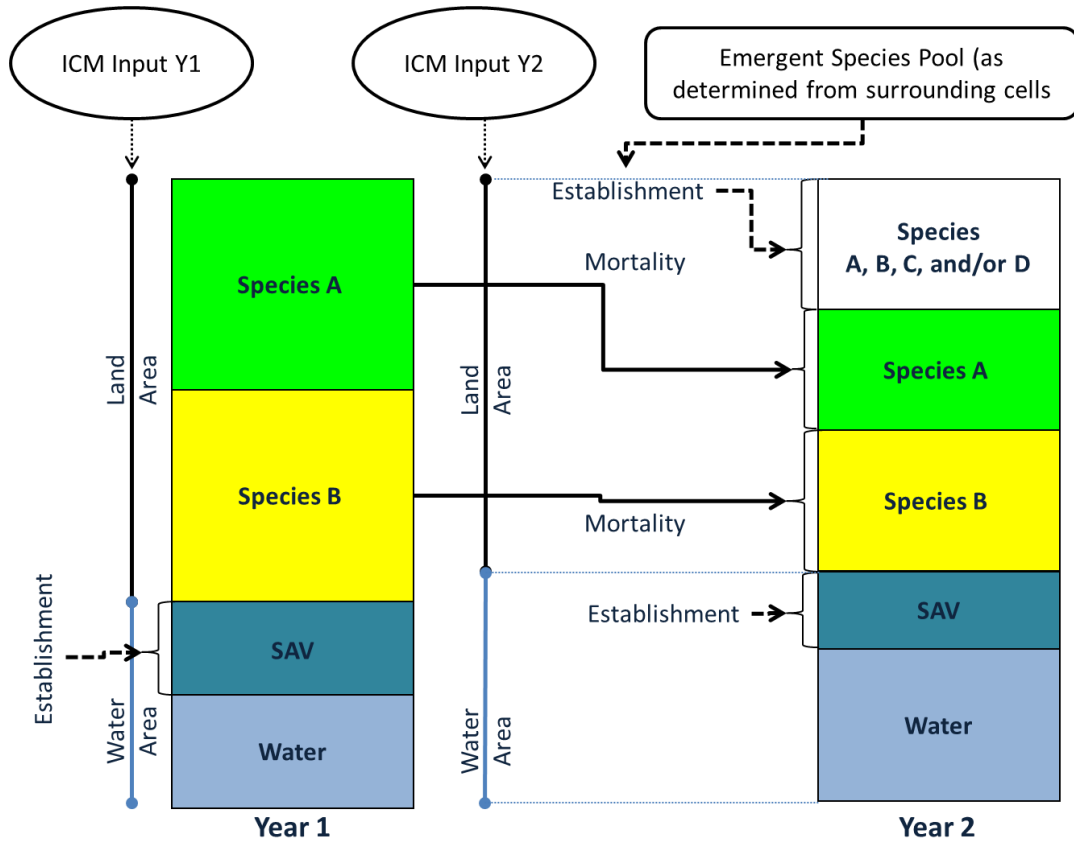 ICM Input Y1
ICM Input Y2
Emergent Species Pool (as
determined from surrounding cells
Establishment
Species
A, B, C, and/or D
Mortality
Species A
Land
Area
Land
Area
Species A
Species B
Species B
Mortality
Establishment
SAV
Establishment
SAV
Water
Area
Water
Water
Area
Water
Year 1
Year 2